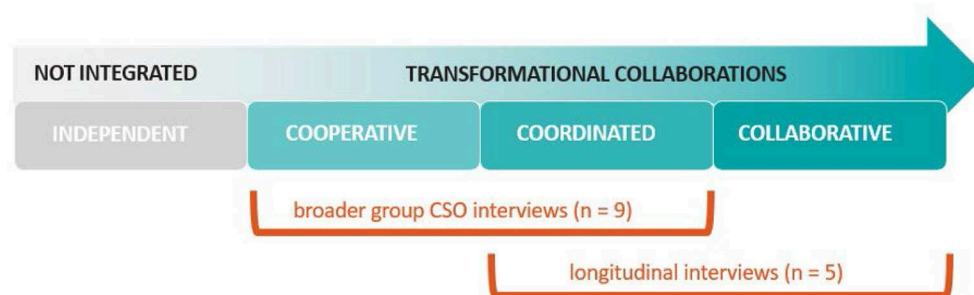 NOT INTEGRATED TRANSFORMATIONAL COLLABORATIONS
INDEPENDENT COOPERATIVE COORDINATED COLLABORATIVE
broader group CSO interviews (n = 9)
longitudinal interviews (n = 5)